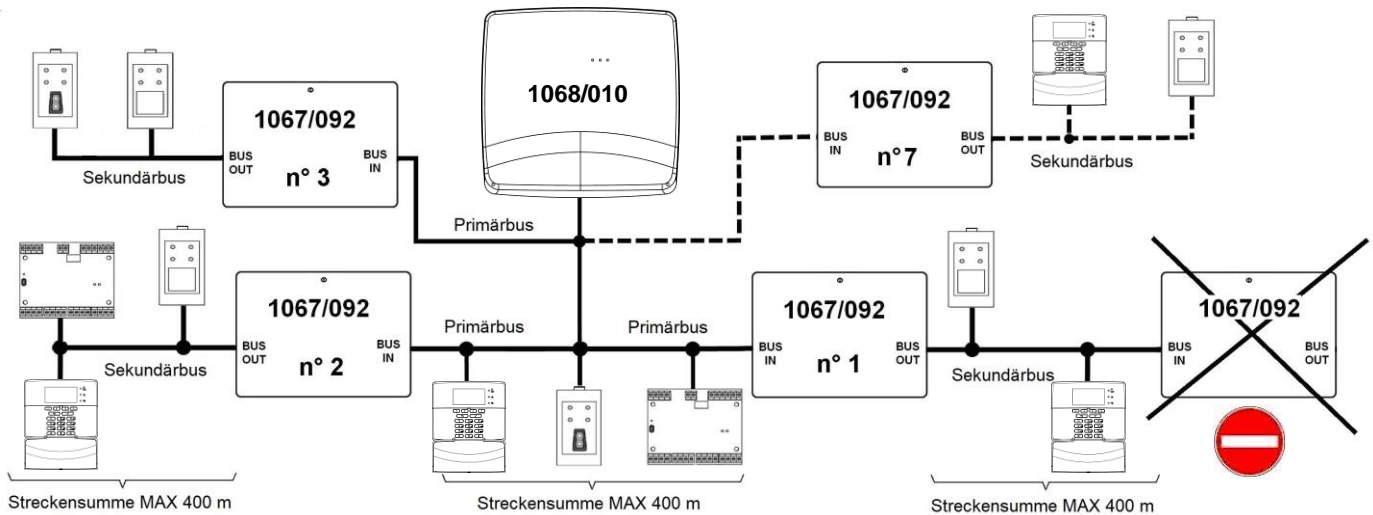 1068/010
1067/092
BUS
OUT
BUS
IN
n° 3
Sekundärbus
Primärbus
1067/092
BUS
IN
BUS
OUT
n° 7
Sekundärbus
1067/092
BUS
OUT
BUS
IN
n° 2
Sekundärbus
Primärbus
Primärbus
1067/092
BUS
IN
BUS
OUT
n° 1
Sekundärbus
1067/092
BUS
IN
BUS
OUT
Streckensumme MAX 400 m
Streckensumme MAX 400 m
Streckensumme MAX 400 m